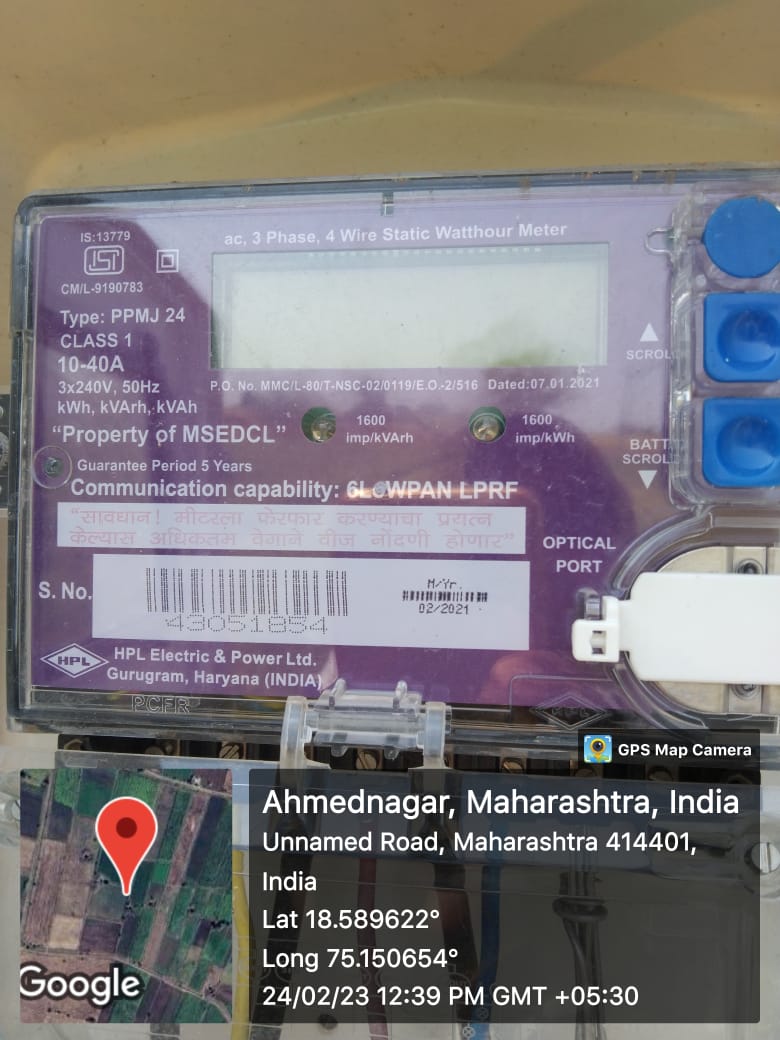 ac, 3 Phase, 4 Wire Static Watthour Meter
IS:13779
ISI
CM/L-9190783
Type: PPMJ 24
CLASS 1
10-40A
3x240V, 50Hz
kWh, kVArh, kVAh
P.O. No. MMC/L-80/T-NSC-02/0119/E.O.-2/516 Dated:07.01.2021
SCROLL
1600
imp/kVArh
1600
imp/kWh
"Property of MSEDCL"
BATT.
SCROLL
Guarantee Period 5 Years
Communication capability: 6LoWPAN LPRF
"सावधान! मीटरला फेरफार करण्याचा प्रयत्न
केल्यास अधिकतम वेगाने वीज नोंदणी होणार"
OPTICAL
PORT
S. No.
43051854
M/Yr.
02/2021
HPL
HPL Electric & Power Ltd.
Gurugram, Haryana (INDIA)
PCFR
HPL
GPS Map Camera
Ahmednagar, Maharashtra, India
Unnamed Road, Maharashtra 414401,
India
Lat 18.589622°
Long 75.150654°
24/02/23 12:39 PM GMT +05:30
Google